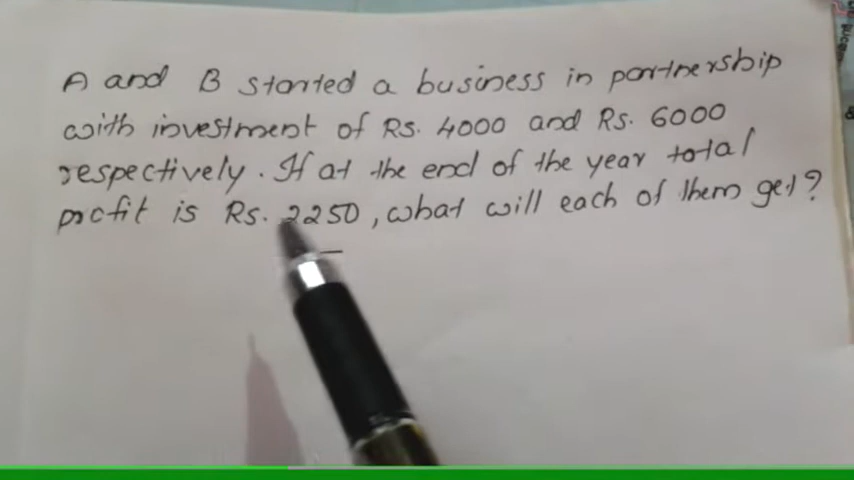 A and B started a business in partnership
with investment of Rs. 4000 and Rs. 6000
respectively. If at the end of the year total
profit is Rs. 2250, what will each of them get?